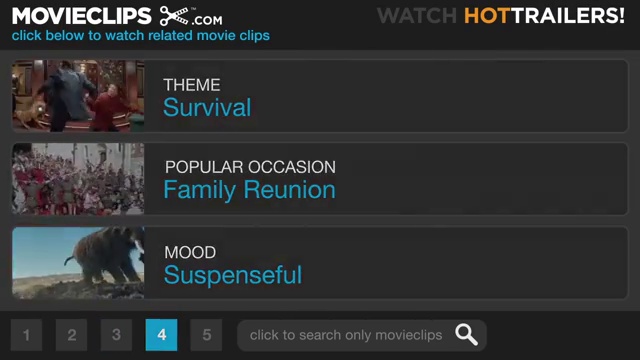 MOVIECLIPS™ .COM
WATCH HOTTRAILERS!
click below to watch related movie clips
THEME
Survival
POPULAR OCCASION
Family Reunion
MOOD
Suspenseful
1 2 3 4 5 click to search only movieclips